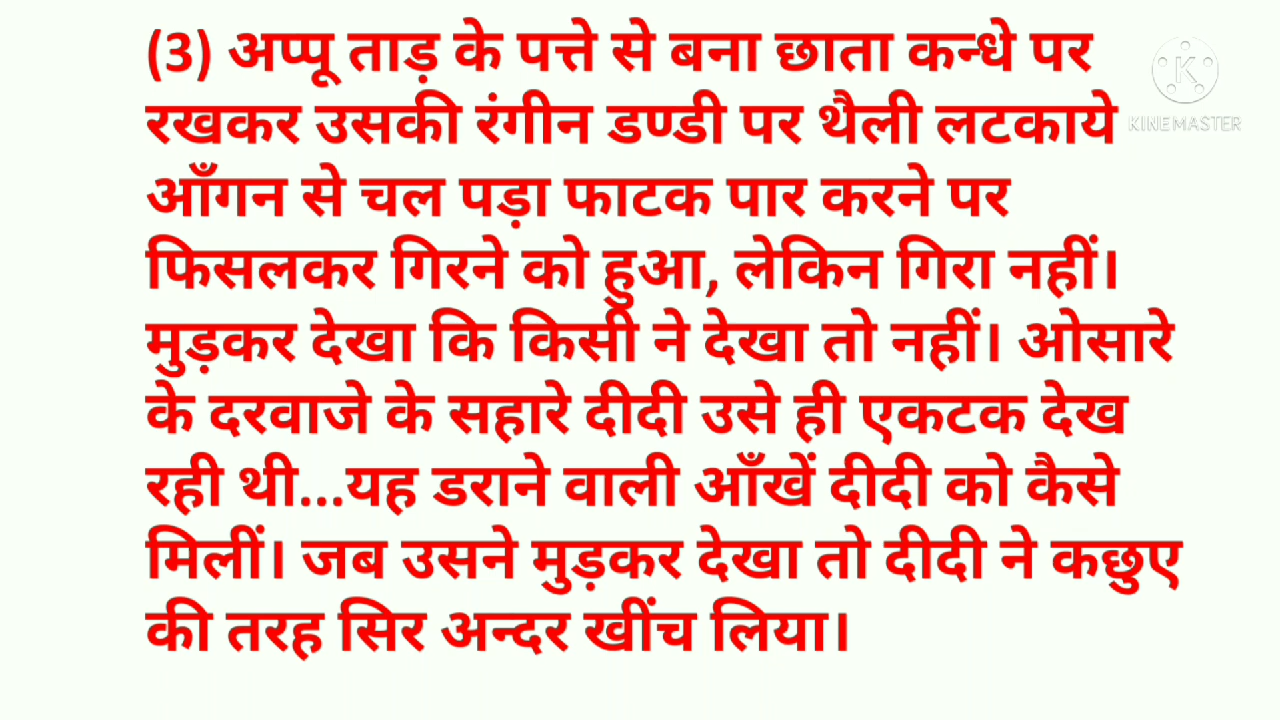 (3) अप्पू ताड़ के पत्ते से बना छाता कन्धे पर
रखकर उसकी रंगीन डण्डी पर थैली लटकाये
आँगन से चल पड़ा फाटक पार करने पर
फिसलकर गिरने को हुआ, लेकिन गिरा नहीं।
मुड़कर देखा कि किसी ने देखा तो नहीं। ओसारे
के दरवाजे के सहारे दीदी उसे ही एकटक देख
रही थी...यह डराने वाली आँखें दीदी को कैसे
मिलीं। जब उसने मुड़कर देखा तो दीदी ने कछुए
की तरह सिर अन्दर खींच लिया।
K
KINEMASTER